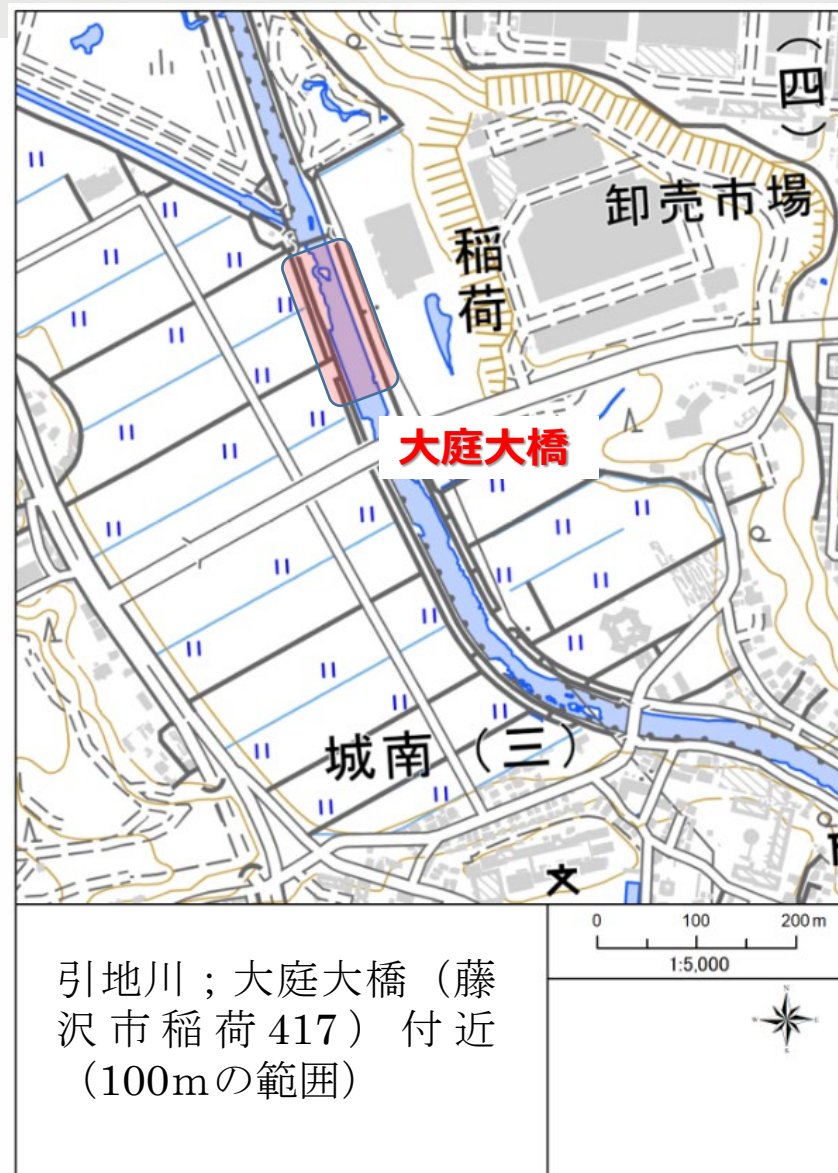 (四)
卸売市場
稲荷
大庭大橋
城南（三）
文
0 100 200m
1:5,000
引地川；大庭大橋（藤
沢市稲荷417）付近
（100mの範囲）
N
W E
S